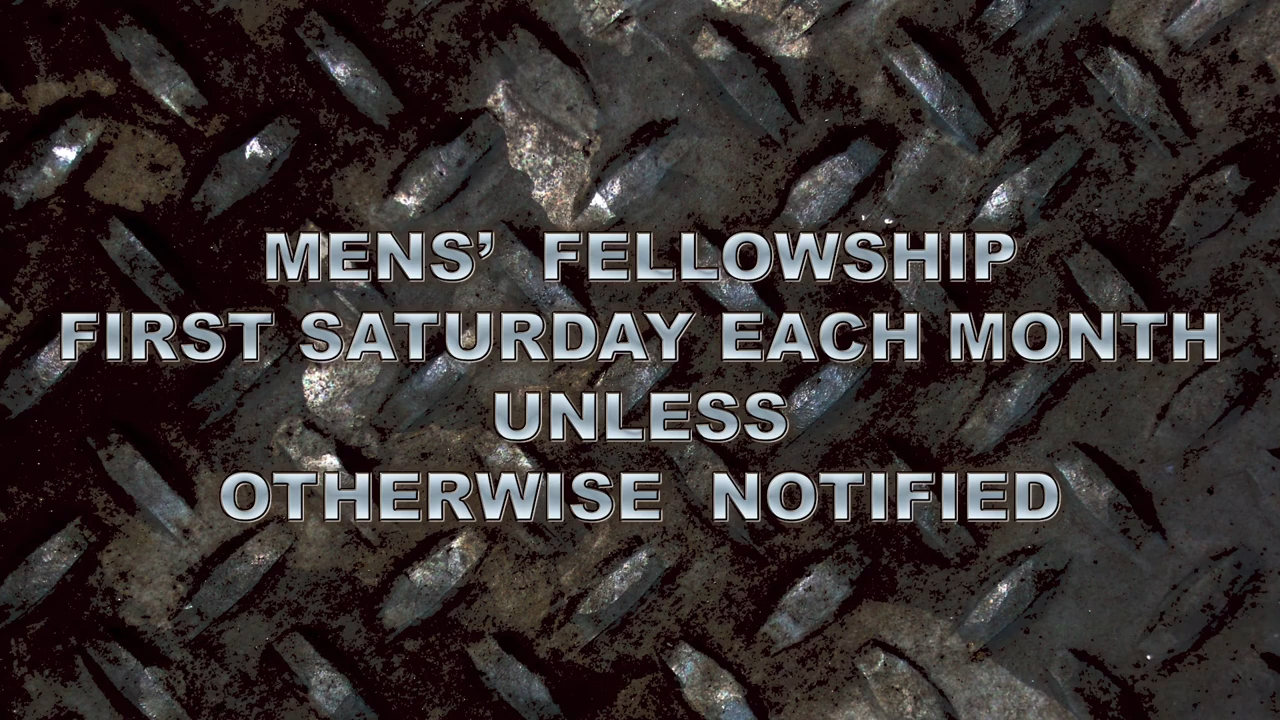 MENS’ FELLOWSHIP
FIRST SATURDAY EACH MONTH
UNLESS
OTHERWISE NOTIFIED